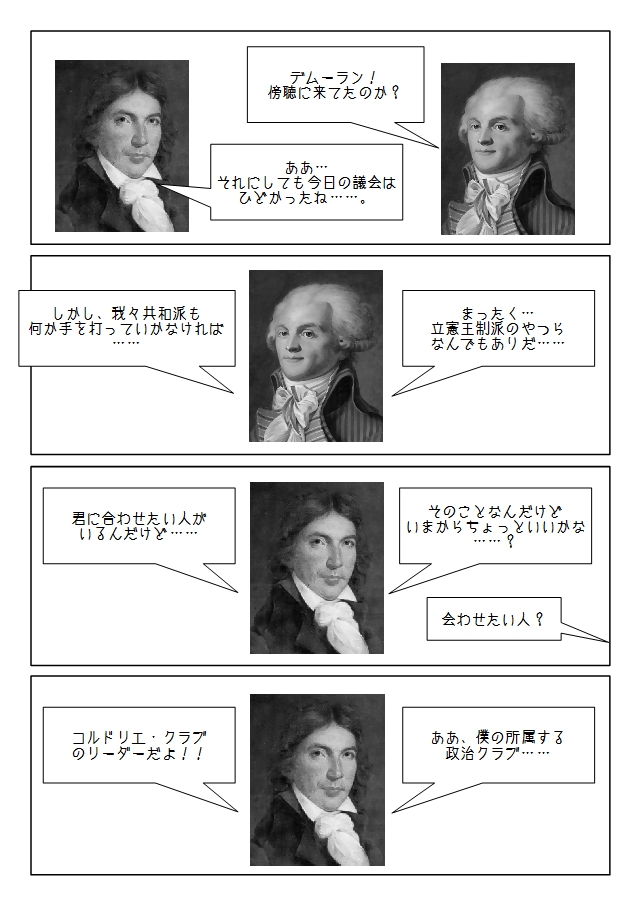 デムーラン！
傍聴に来てたのか？
ああ…
それにしても今日の議会は
ひどかったね……。
まったく…
立憲王制派のやつら
なんでもありだ……
しかし、我々共和派も
何か手を打っていかなければ
……
そのことなんだけど
いまからちょっといいかな
……？
君に合わせたい人が
いるんだけど……
会わせたい人？
ああ、僕の所属する
政治クラブ……
コルドリエ・クラブ
のリーダーだよ！！